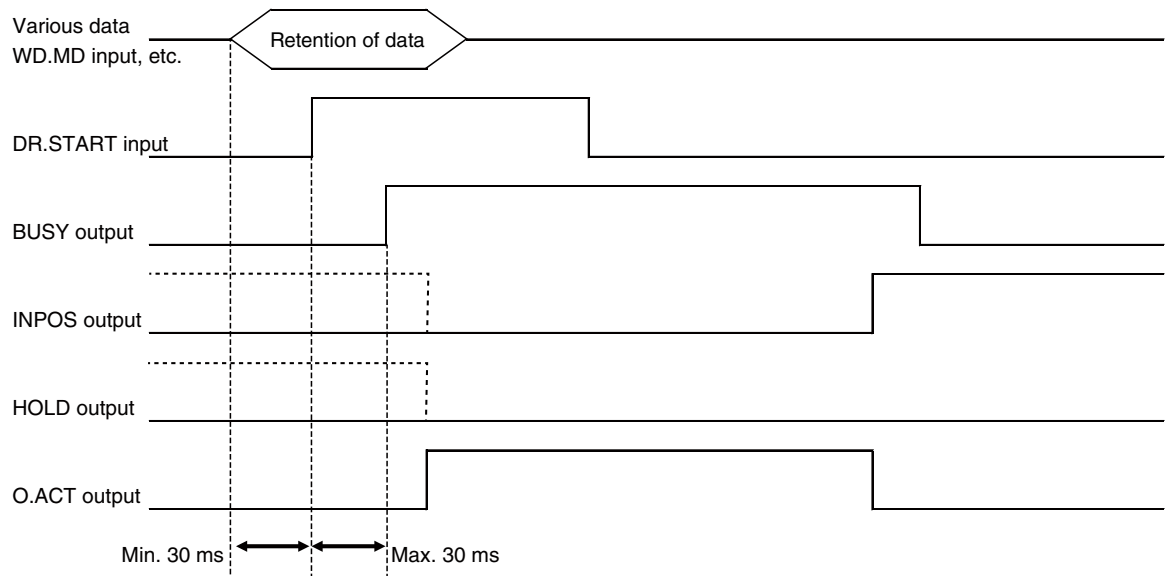 Various data
WD.MD input, etc.
Retention of data
DR.START input
BUSY output
INPOS output
HOLD output
O.ACT output
Min. 30 ms
Max. 30 ms